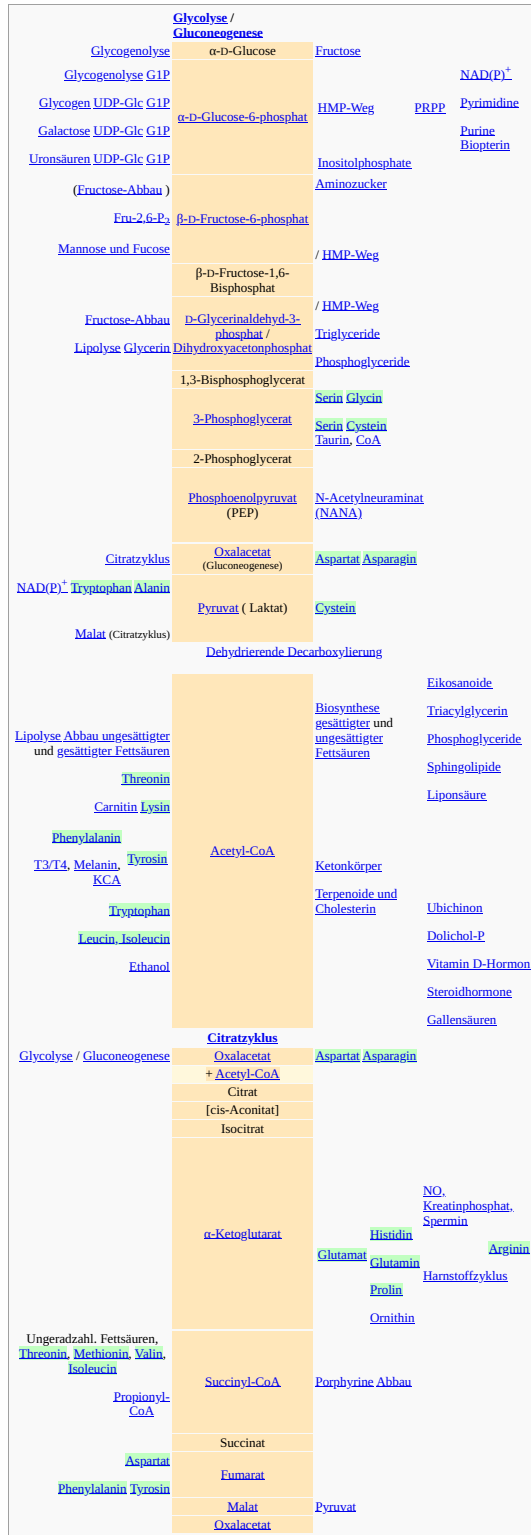 Glycolyse /
Gluconeogenese
Glycogenolyse α-D-Glucose Fructose
Glycogenolyse G1P NAD(P)+
Glycogen UDP-Glc G1P α-D-Glucose-6-phosphat HMP-Weg PRPP Pyrimidine
Galactose UDP-Glc G1P Purine
Biopterin
Uronsäuren UDP-Glc G1P Inositolphosphate
(Fructose-Abbau ) Aminozucker
Fru-2,6-P2 β-D-Fructose-6-phosphat
Mannose und Fucose / HMP-Weg
β-D-Fructose-1,6-
Bisphosphat
/ HMP-Weg
Fructose-Abbau D-Glycerinaldehyd-3-
phosphat / Triglyceride
Lipolyse Glycerin Dihydroxyacetonphosphat
Phosphoglyceride
1,3-Bisphosphoglycerat
Serin Glycin
3-Phosphoglycerat
Serin Cystein
Taurin, CoA
2-Phosphoglycerat
Phosphoenolpyruvat N-Acetylneuraminat
(PEP) (NANA)
Citratzyklus Oxalacetat Aspartat Asparagin
(Gluconeogenese)
NAD(P)+ Tryptophan Alanin
Pyruvat ( Laktat) Cystein
Malat (Citratzyklus)
Dehydrierende Decarboxylierung
Eikosanoide
Biosynthese Triacylglycerin
gesättigter und
Lipolyse Abbau ungesättigter ungesättigter Phosphoglyceride
und gesättigter Fettsäuren Fettsäuren
Sphingolipide
Threonin
Liponsäure
Carnitin Lysin
Phenylalanin
Tyrosin Acetyl-CoA
T3/T4, Melanin, Ketonkörper
KCA
Terpenoide und
Tryptophan Cholesterin Ubichinon
Leucin, Isoleucin Dolichol-P
Ethanol Vitamin D-Hormon
Steroidhormone
Gallensäuren
Citratzyklus
Glycolyse / Gluconeogenese Oxalacetat Aspartat Asparagin
+ Acetyl-CoA
Citrat
[cis-Aconitat]
Isocitrat
NO,
Kreatinphosphat,
Spermin
α-Ketoglutarat Histidin
Glutamat Arginin
Glutamin
Harnstoffzyklus
Prolin
Ornithin
Ungeradzahl. Fettsäuren,
Threonin, Methionin, Valin,
Isoleucin
Succinyl-CoA Porphyrine Abbau
Propionyl-
CoA
Succinat
Aspartat
Fumarat
Phenylalanin Tyrosin
Malat Pyruvat
Oxalacetat